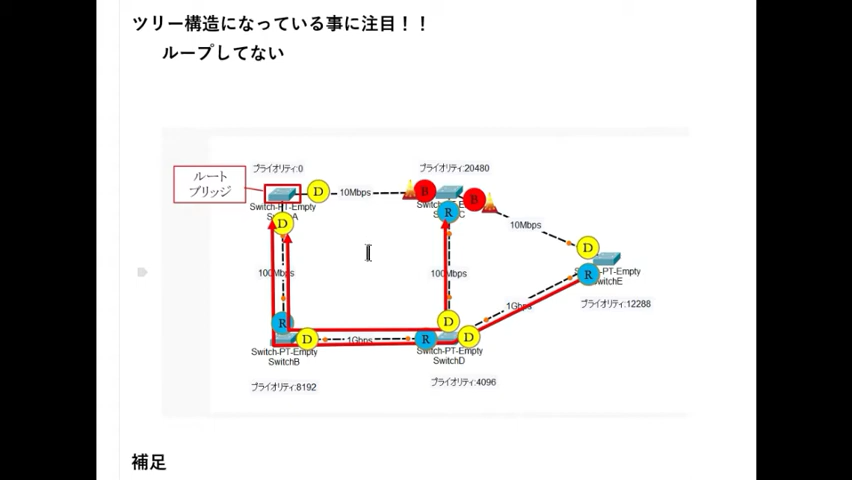 ツリー構造になっている事に注目！！
ループしてない
ルート
ブリッジ
プライオリティ:0
プライオリティ:20480
D
10Mbps
B
B
Switch-PT-Empty
R
D
10Mbps
D
Switch-PT-Empty
SwitchE
R
100Mbps
100Mbps
1Gbps
プライオリティ:12288
R
D
D
1Gbps
R
D
Switch-PT-Empty
SwitchB
Switch-PT-Empty
SwitchD
プライオリティ:8192
プライオリティ:4096
補足